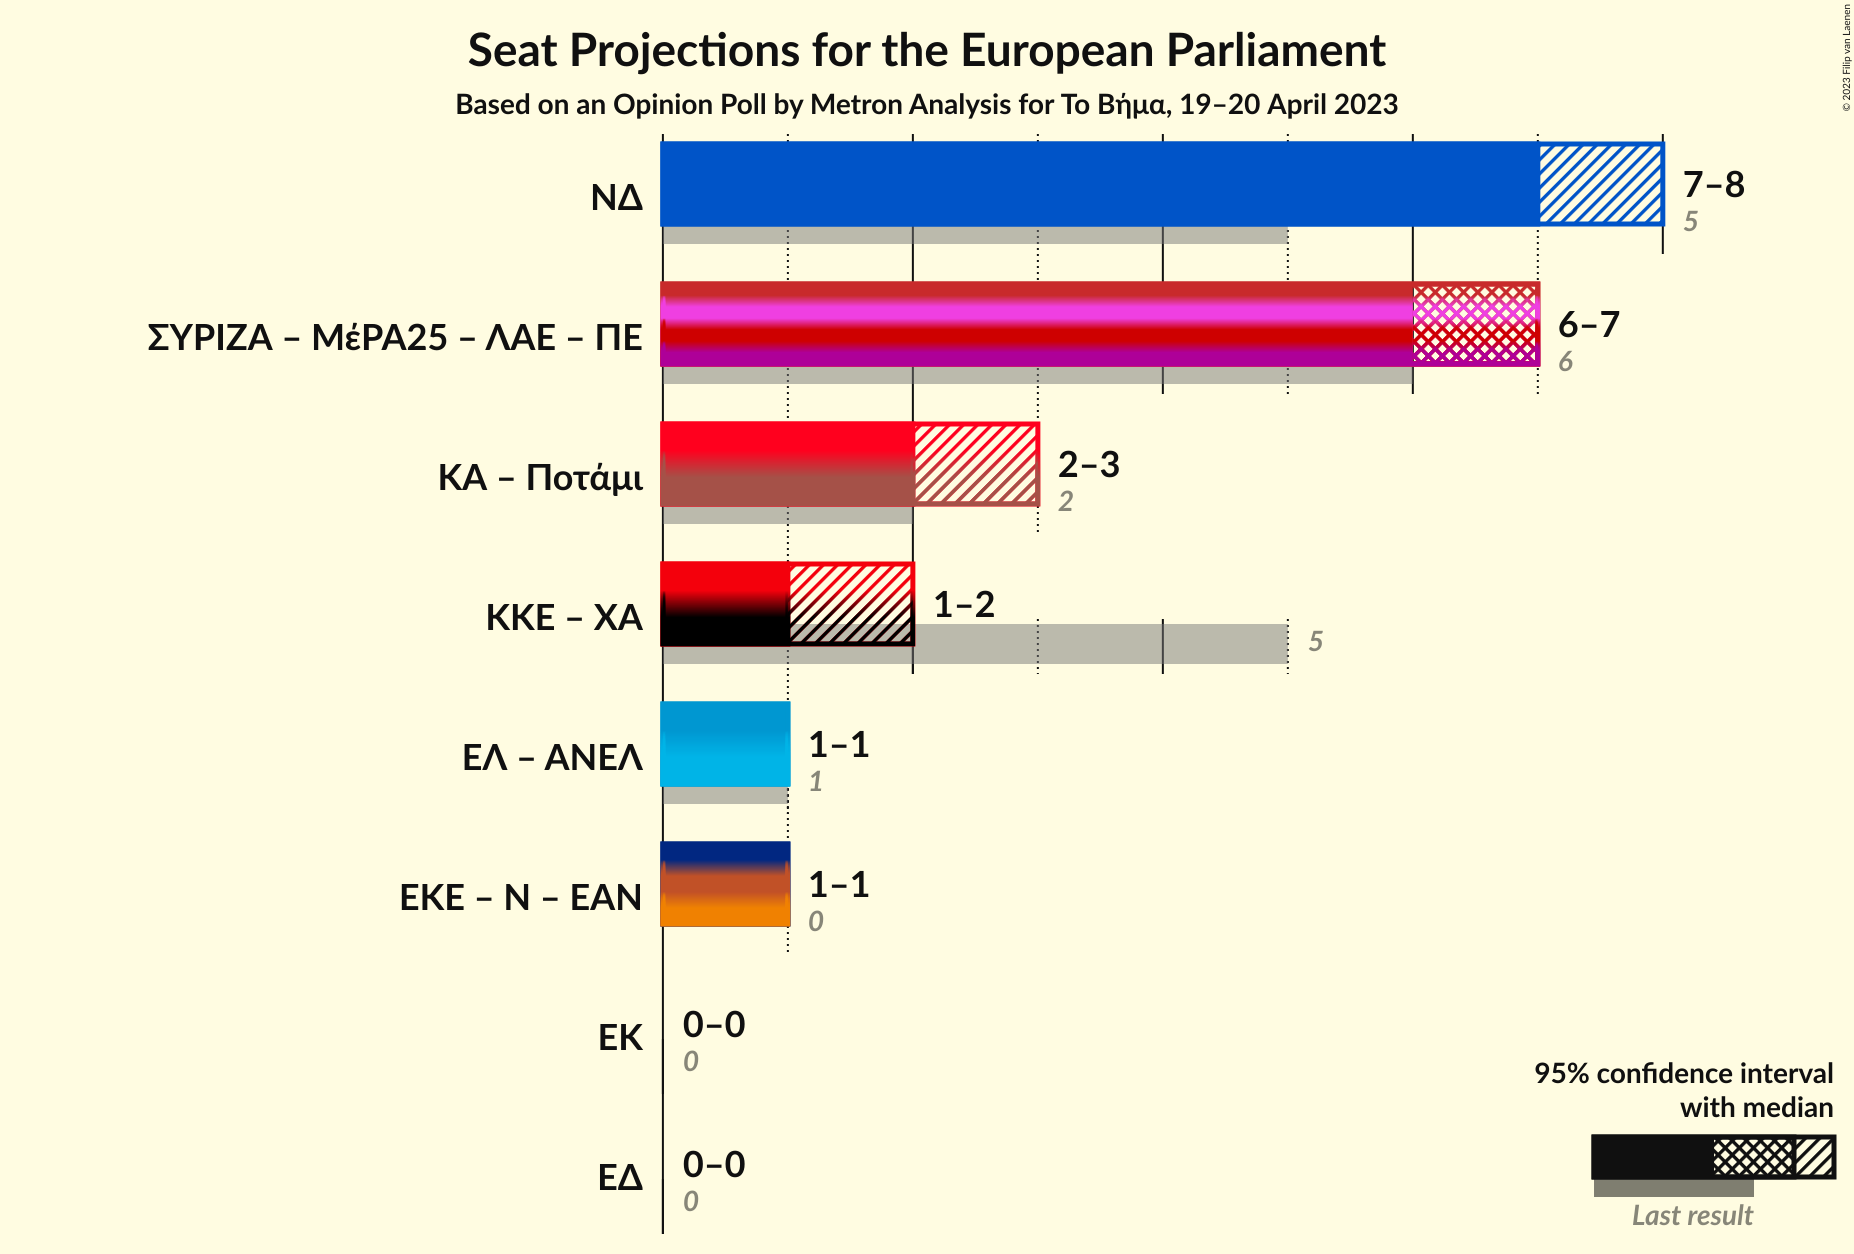 Seat Projections for the European Parliament
Based on an Opinion Poll by Metron Analysis for Το Βήμα, 19–20 April 2023
© 2023 Filip van Laenen
ΝΔ
7–8
5
ΣΥΡΙΖΑ – ΜέΡΑ25 – ΛΑΕ – ΠΕ
6–7
6
ΚΑ – Ποτάμι
2–3
2
ΚΚΕ – ΧΑ
1–2
5
ΕΛ – ΑΝΕΛ
1–1
1
ΕΚΕ – Ν – ΕΑΝ
1–1
0
ΕΚ
0–0
0
ΕΔ
0–0
0
95% confidence interval
with median
Last result